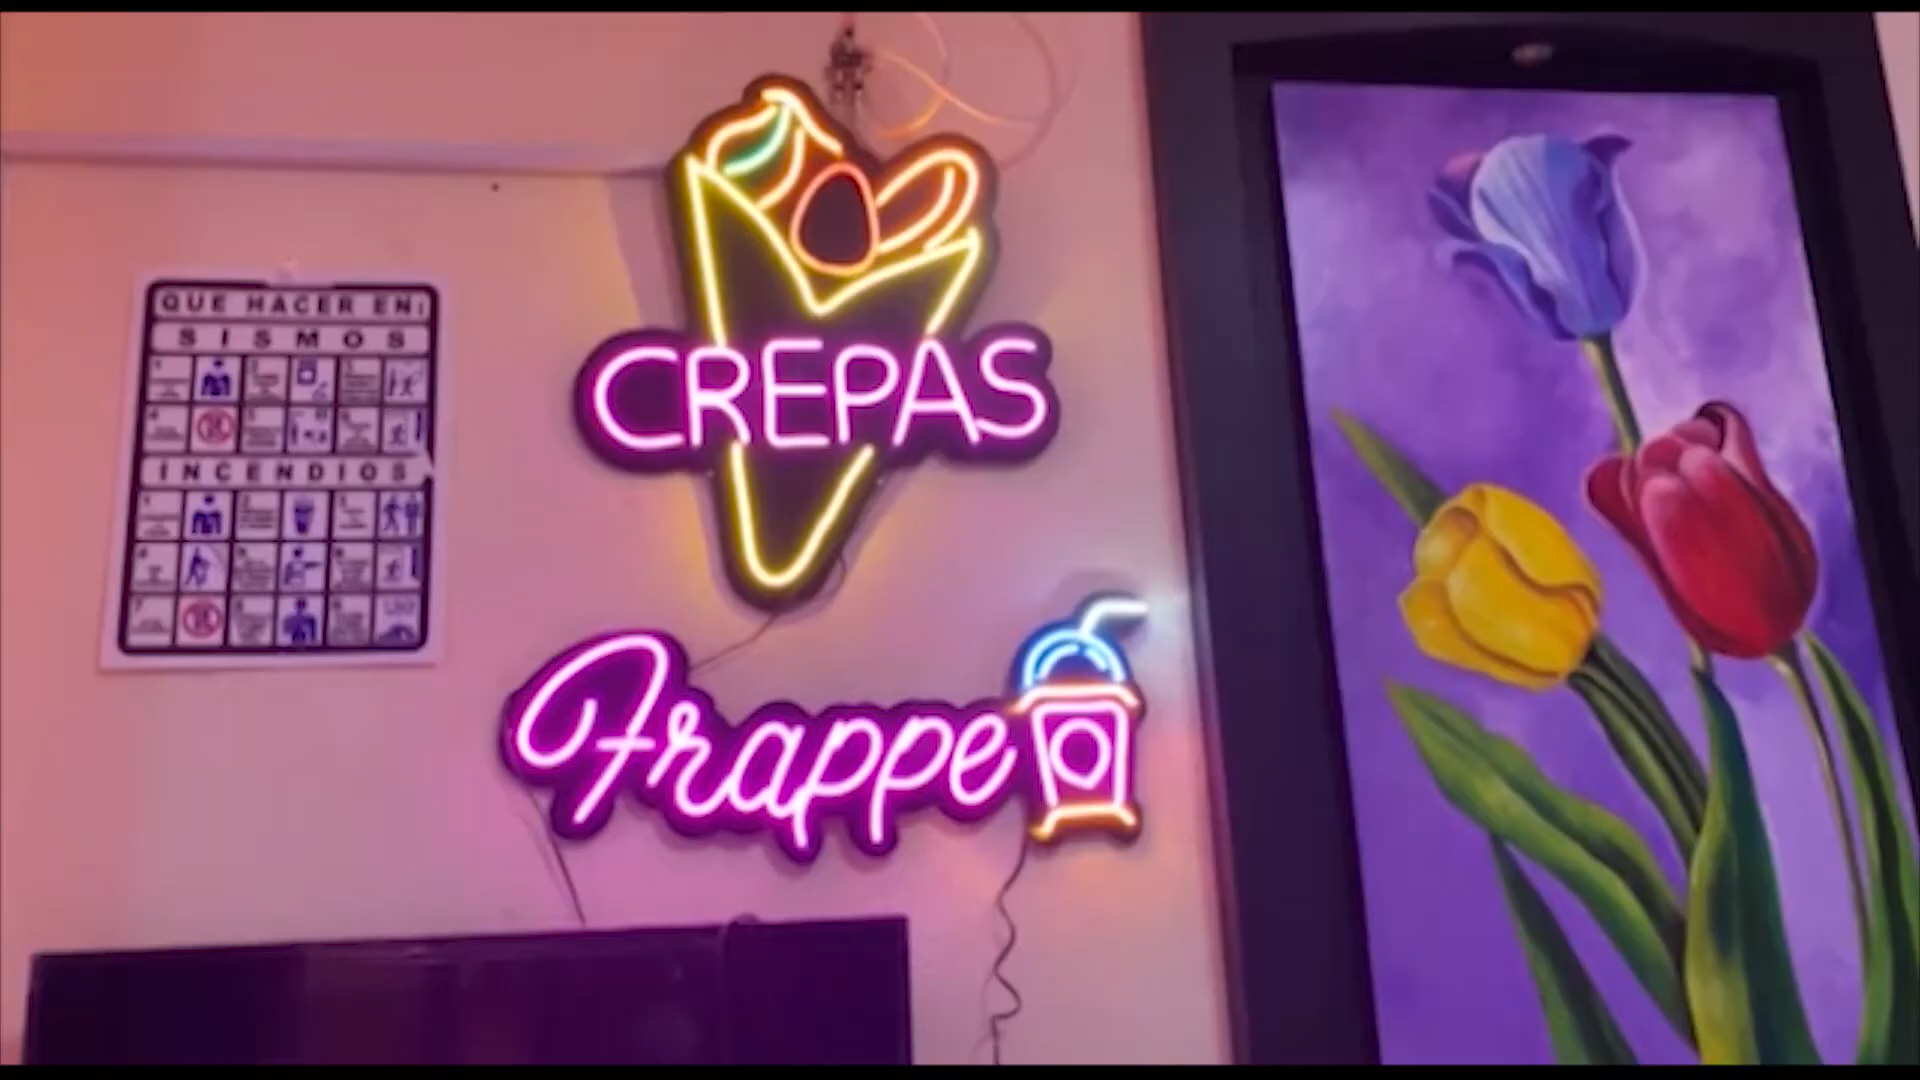 QUE HACER EN:
SISMOS
INCENDIOS
CREPAS
Frappe